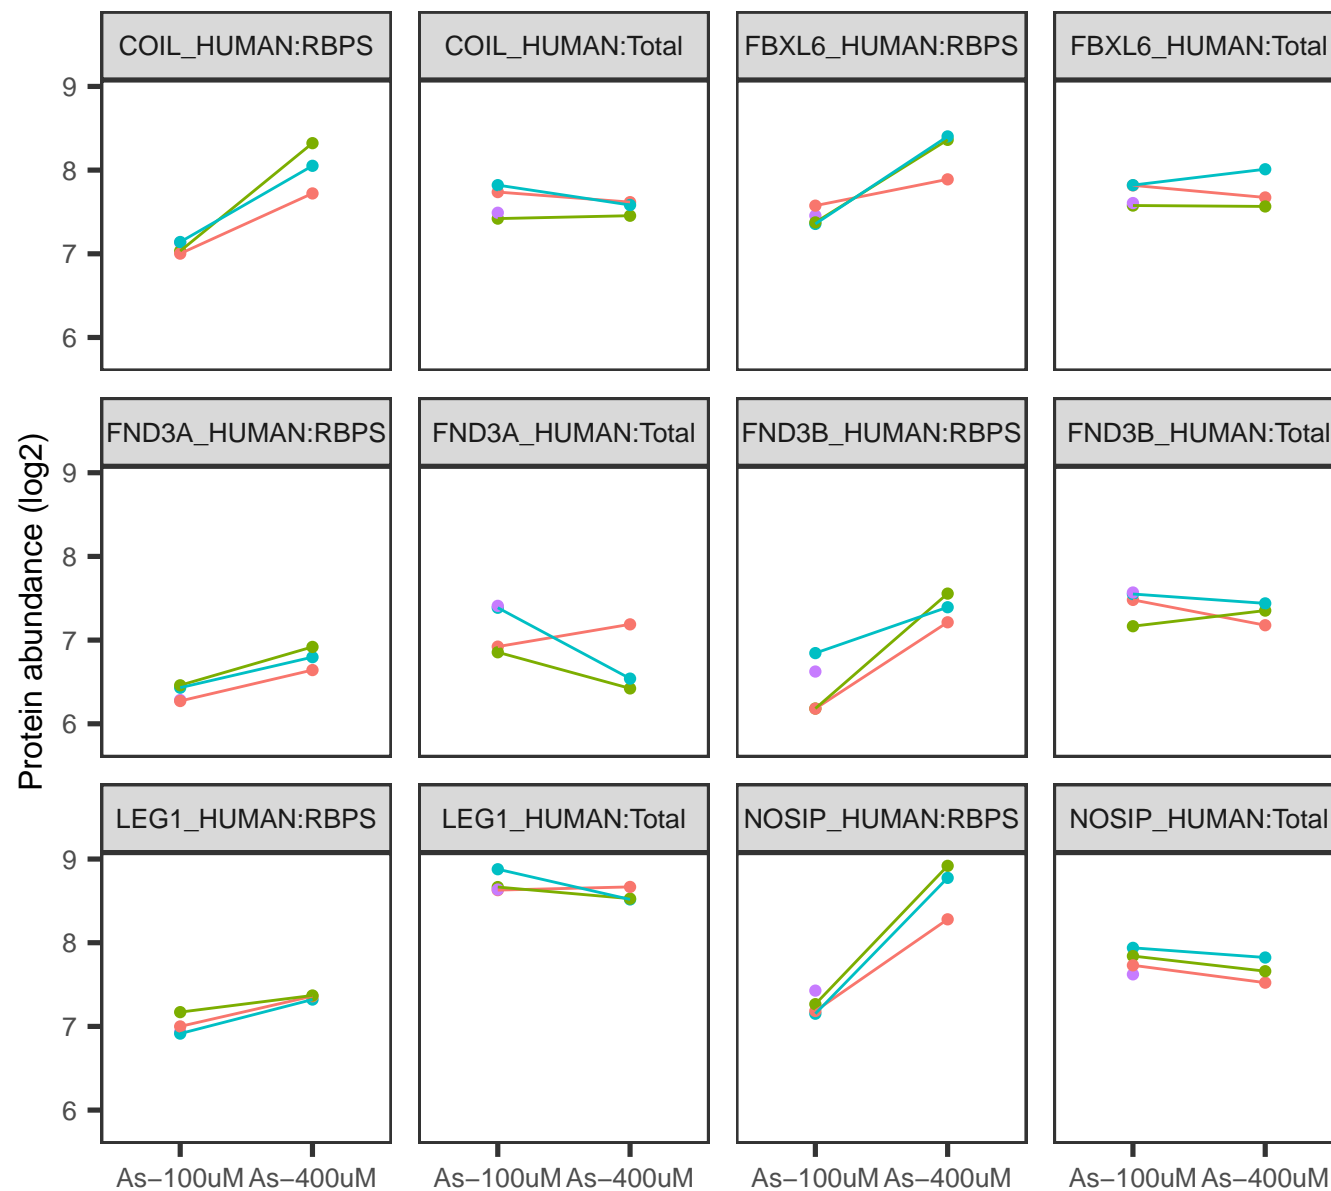 COIL_HUMAN:RBPS COIL_HUMAN:Total FBXL6_HUMAN:RBPS FBXL6_HUMAN:Total
9
8
7
6
FND3A_HUMAN:RBPS FND3A_HUMAN:Total FND3B_HUMAN:RBPS FND3B_HUMAN:Total
9
8
7
6
Protein abundance (log2)
LEG1_HUMAN:RBPS LEG1_HUMAN:Total NOSIP_HUMAN:RBPS NOSIP_HUMAN:Total
9
8
7
6
As−100uM As−400uM As−100uM As−400uM As−100uM As−400uM As−100uM As−400uM